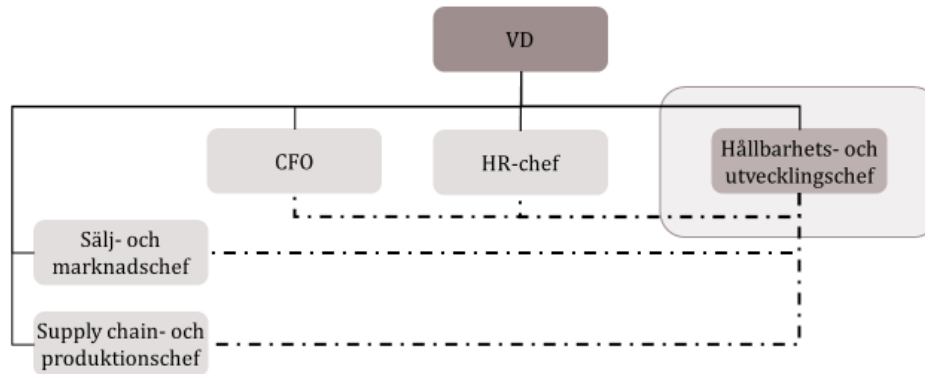 VD
CFO
HR-chef
Hållbarhets- och
utvecklingschef
Sälj- och
marknadschef
Supply chain- och
produktionschef